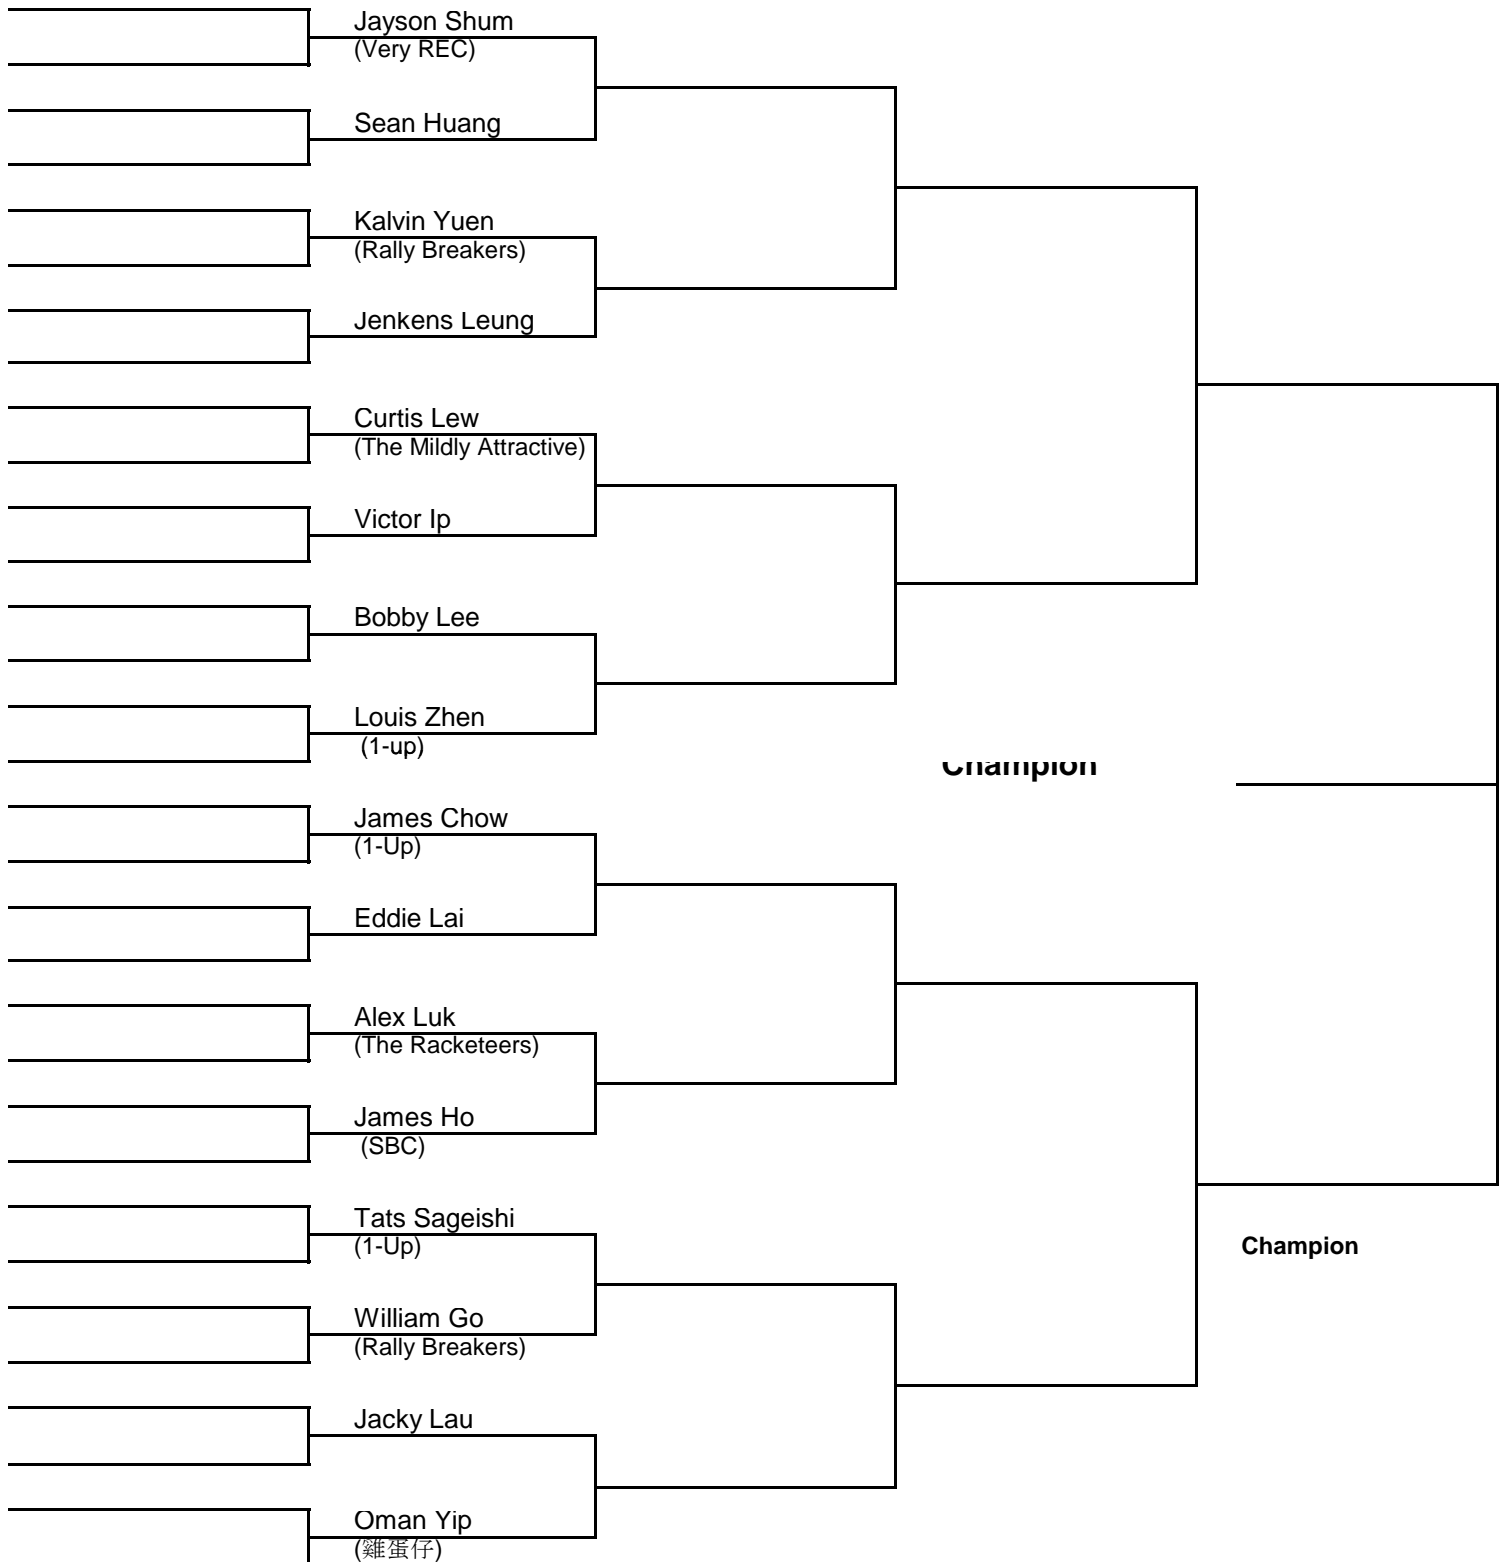 Jayson Shum
(Very REC)
Sean Huang
Kalvin Yuen
(Rally Breakers)
Jenkens Leung
Curtis Lew
(The Mildly Attractive)
Victor Ip
Bobby Lee
Louis Zhen
(1-up)
Champion
James Chow
(1-Up)
Eddie Lai
Alex Luk
(The Racketeers)
James Ho
(SBC)
Tats Sageishi
(1-Up)
Champion
William Go
(Rally Breakers)
Jacky Lau
Oman Yip
(雞蛋仔)